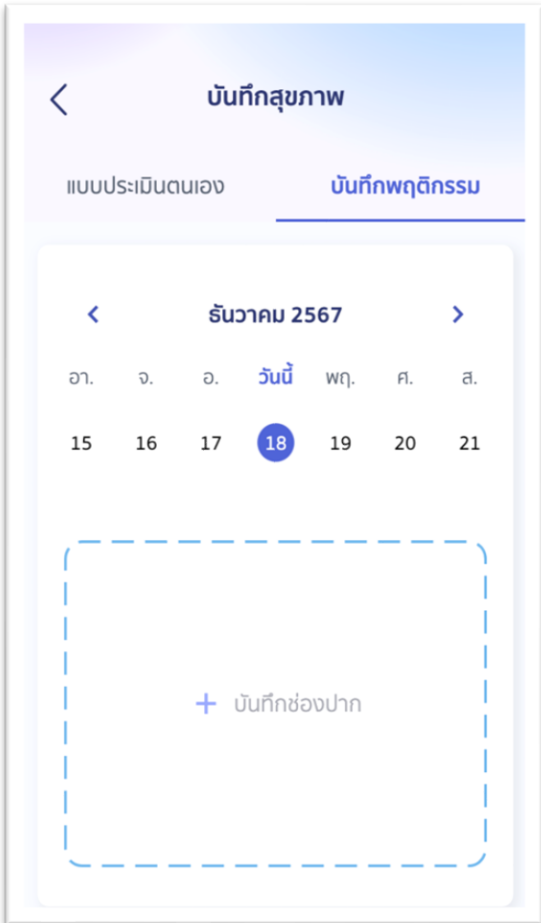 บันทึกสุขภาพ
แบบประเมินตนเอง บันทึกพฤติกรรม
ธันวาคม 2567
อา. จ. อ. วันนี้ พฤ. ศ. ส.
15 16 17 18 19 20 21
+ บันทึกช่องปาก